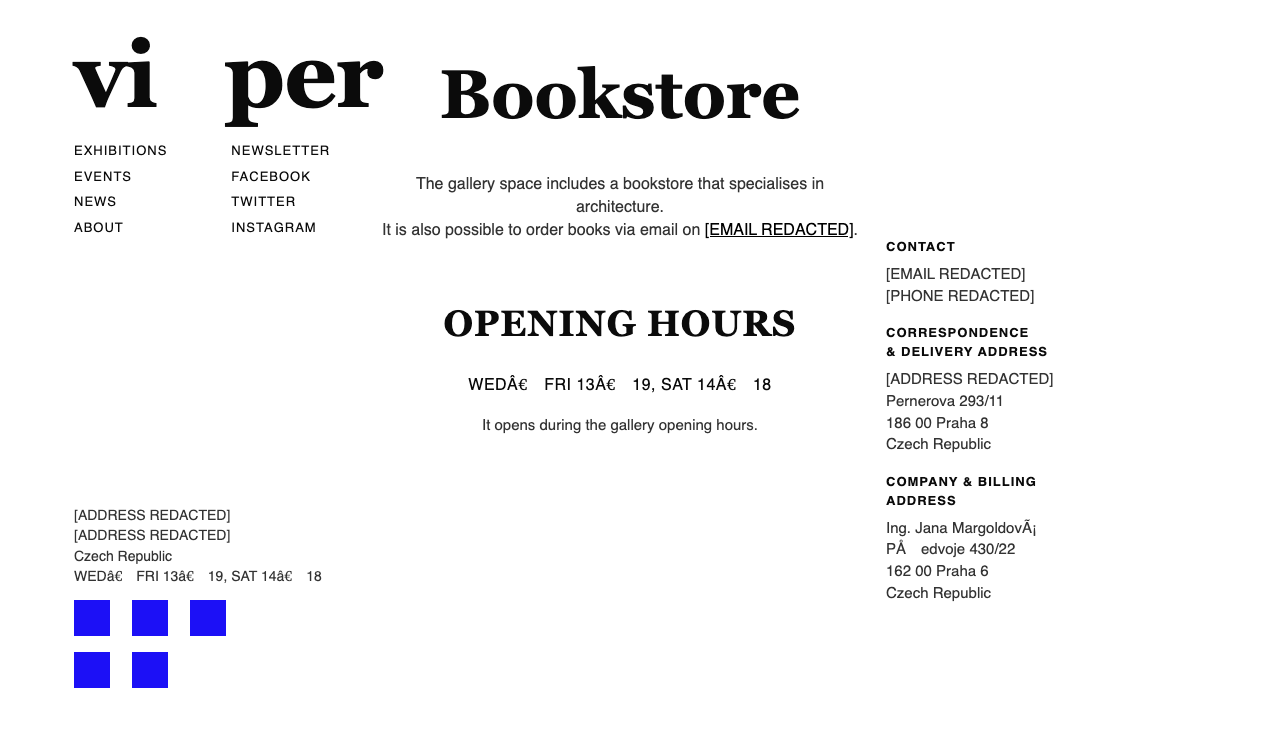 vi per
EXHIBITIONS
EVENTS
NEWS
ABOUT
NEWSLETTER
FACEBOOK
TWITTER
INSTAGRAM
Bookstore
The gallery space includes a bookstore that specialises in
architecture.
It is also possible to order books via email on [EMAIL REDACTED].
OPENING HOURS
WEDÂ€ FRI 13Â€ 19, SAT 14Â€ 18
It opens during the gallery opening hours.
CONTACT
[EMAIL REDACTED]
[PHONE REDACTED]
CORRESPONDENCE
& DELIVERY ADDRESS
[ADDRESS REDACTED]
Pernerova 293/11
186 00 Praha 8
Czech Republic
COMPANY & BILLING
ADDRESS
Ing. Jana MargoldovÃ¡
PÅ edvoje 430/22
162 00 Praha 6
Czech Republic
[ADDRESS REDACTED]
[ADDRESS REDACTED]
Czech Republic
WEDâ€ FRI 13â€ 19, SAT 14â€ 18